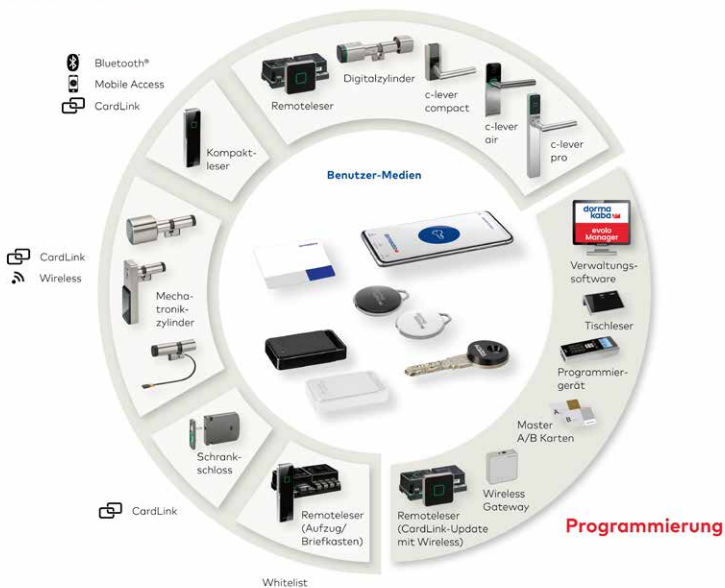 Bluetooth®
Mobile Access
CardLink
Remoteleser
Digitalzylinder
c-lever
compact
c-lever
air
c-lever
pro
Kompakt-
leser
Benutzer-Medien
dorma
kaba
evolo
Manager
Verwaltungs-
software
Tischleser
Programmier-
gerät
Master
A/B Karten
A
B
Wireless
Gateway
Remoteleser
(CardLink-Update
mit Wireless)
Programmierung
CardLink
Wireless
Mecha-
tronik-
zylinder
Schrank-
schloss
CardLink
Remoteleser
(Aufzug/
Briefkasten)
Whitelist